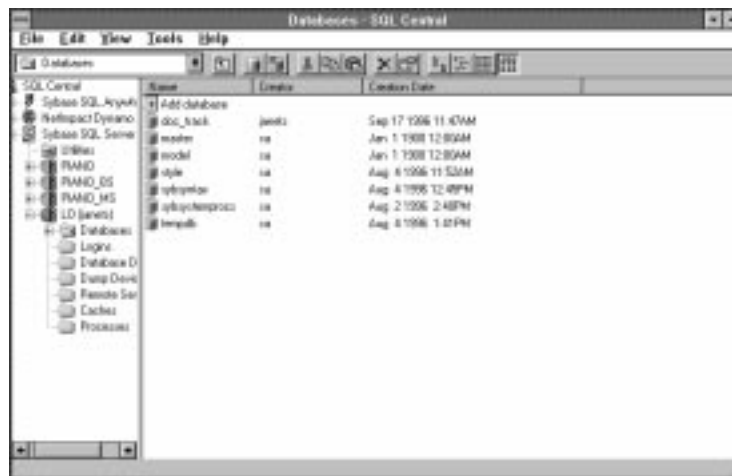 Databases - SQL Central
File Edit View Tools Help
Databases
SQL Central
Sybase SQL Anywh
NetImpact Dynamo
Sybase SQL Server
Utilities
PIANO
PIANO_BS
PIANO_MS
LD (janets)
Databases
Logins
Database D
Dump Devic
Remote Ser
Caches
Processes
Name Creator Creation Date
Add database
doc_track janets Sep 17 1996 11:47AM
master sa Jan 1 1900 12:00AM
model sa Jan 1 1900 12:00AM
style sa Aug 4 1996 11:52AM
sybsyntax sa Aug 4 1996 12:49PM
sybsystemprocs sa Aug 2 1996 2:48PM
tempdb sa Aug 4 1996 1:41PM